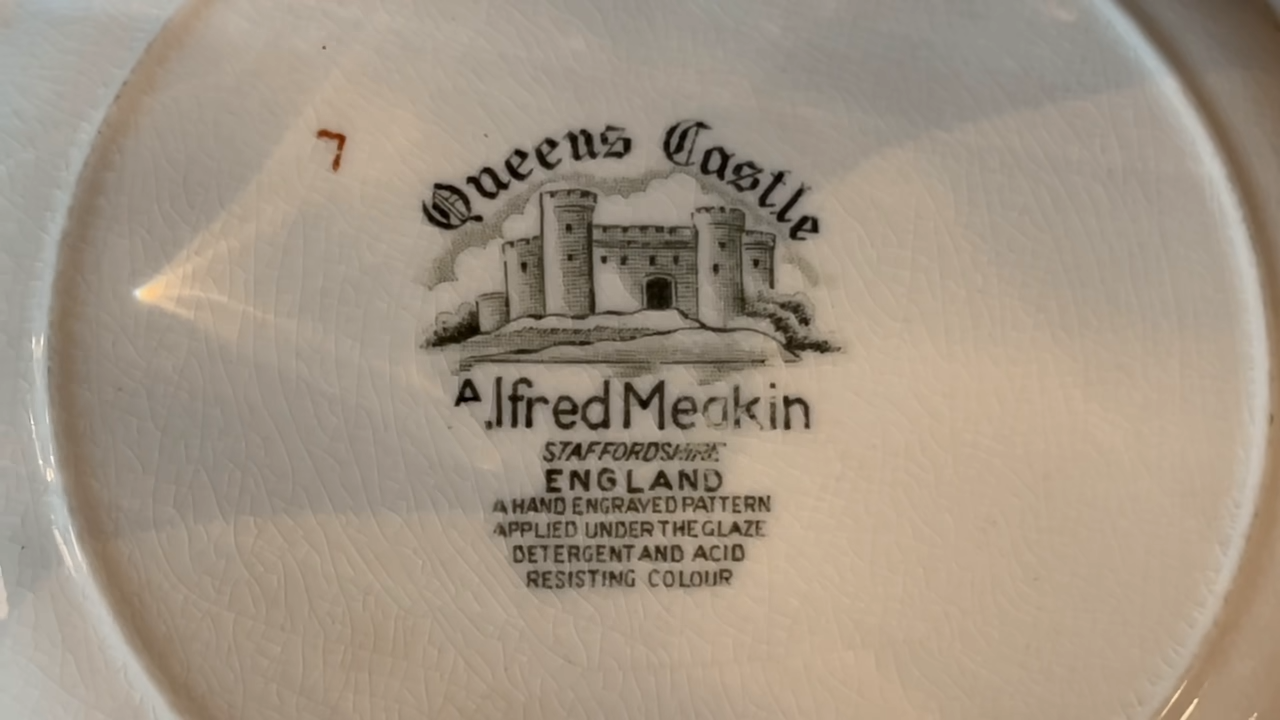 7
Queens Castle
Alfred Meakin
STAFFORDSHIRE
ENGLAND
A HAND ENGRAVED PATTERN
APPLIED UNDER THE GLAZE
DETERGENT AND ACID
RESISTING COLOUR